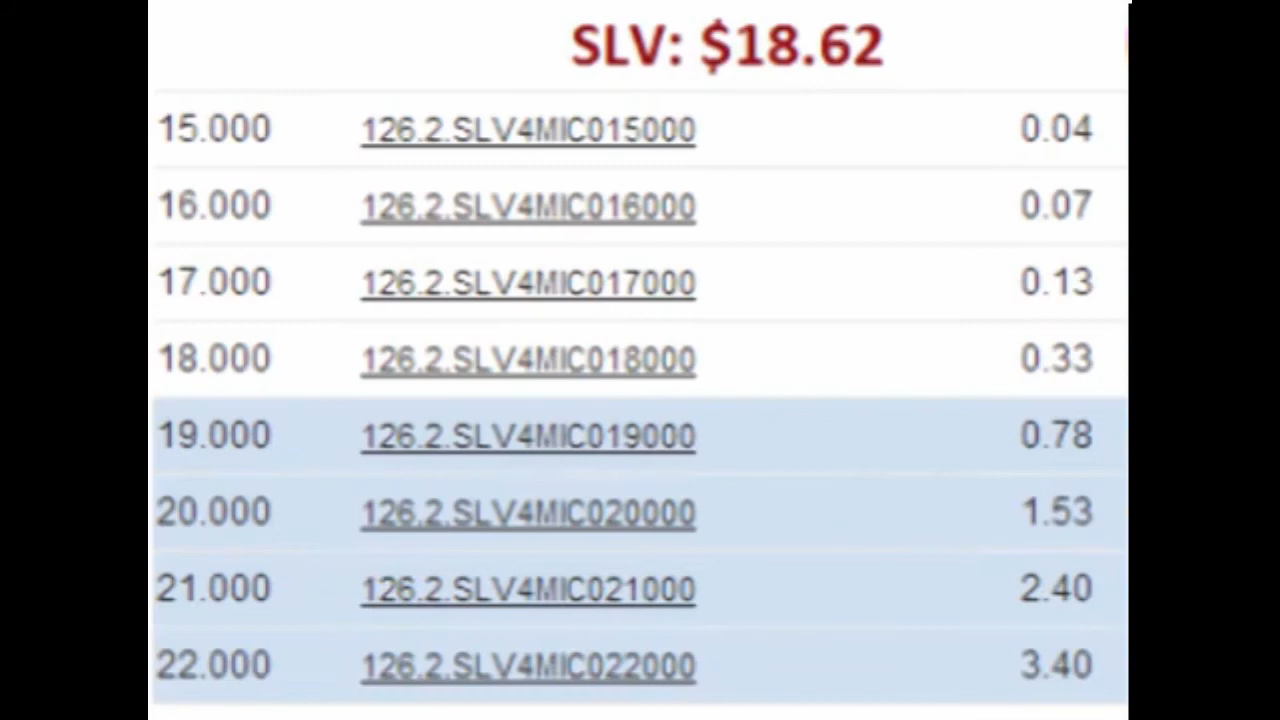 SLV: $18.62
15.000 126.2.SLV4MIC015000 0.04
16.000 126.2.SLV4MIC016000 0.07
17.000 126.2.SLV4MIC017000 0.13
18.000 126.2.SLV4MIC018000 0.33
19.000 126.2.SLV4MIC019000 0.78
20.000 126.2.SLV4MIC020000 1.53
21.000 126.2.SLV4MIC021000 2.40
22.000 126.2.SLV4MIC022000 3.40